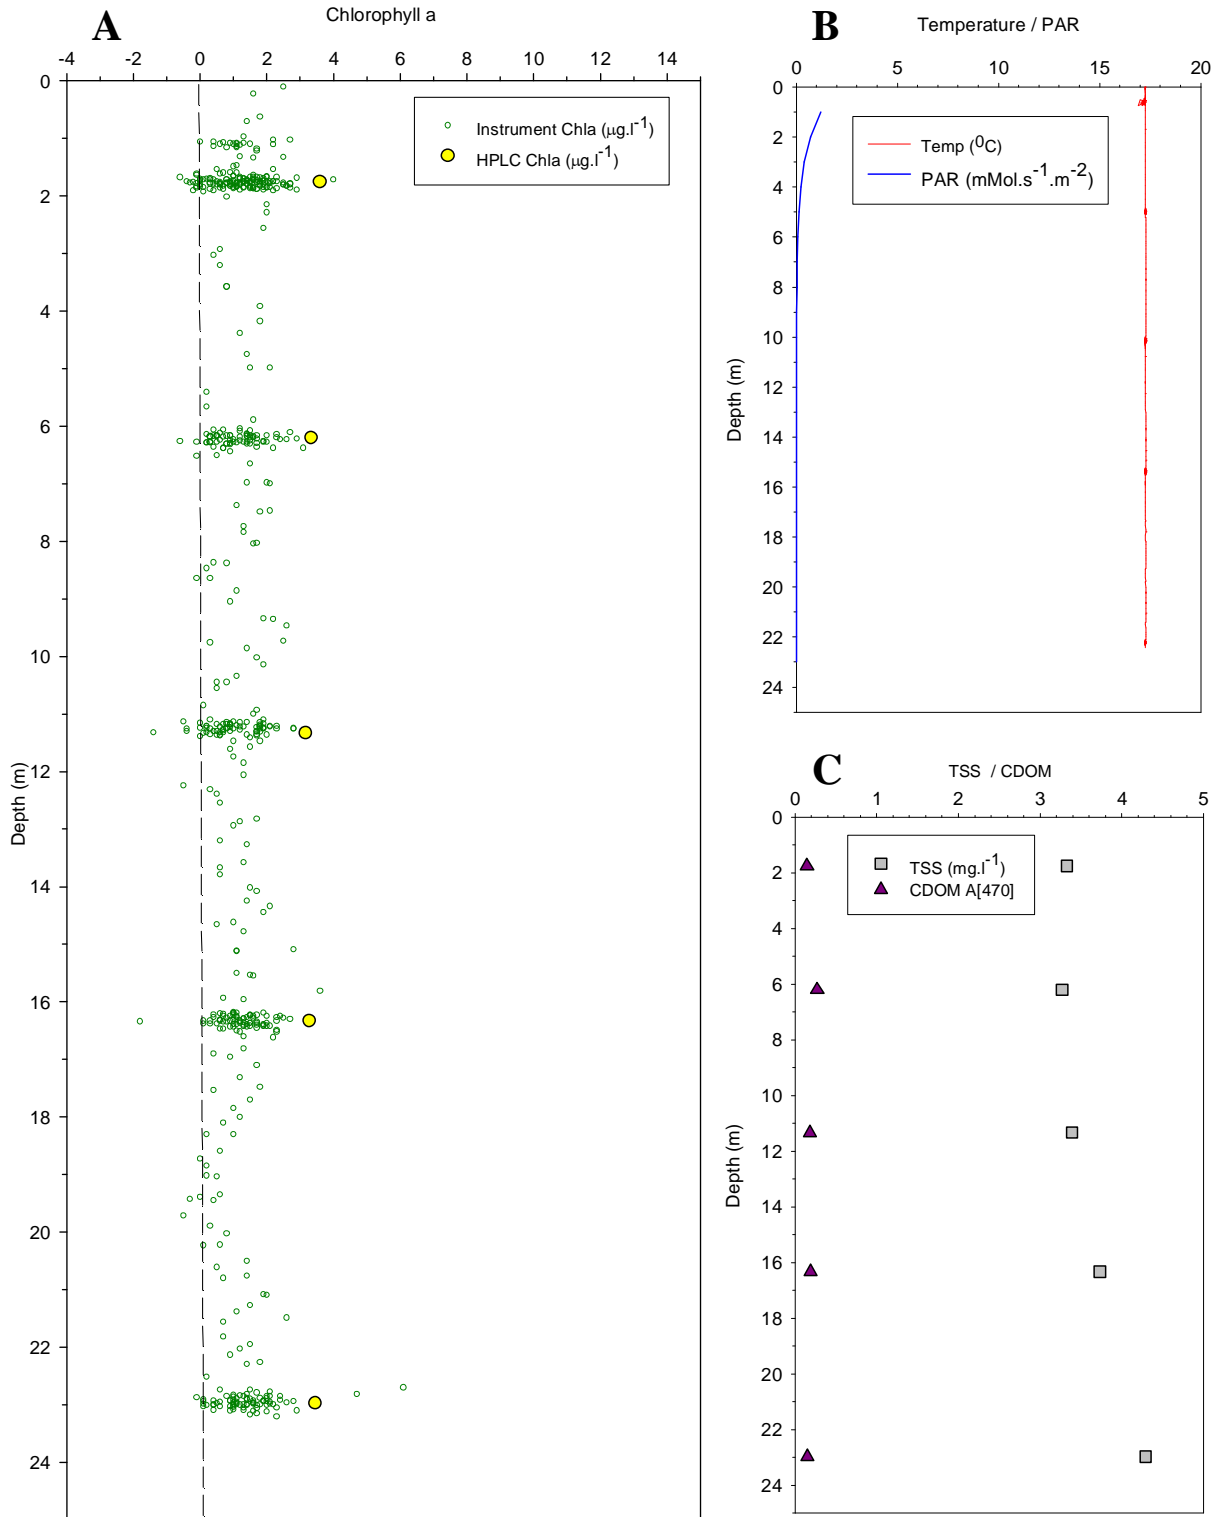 A
Chlorophyll a
-4 -2 0 2 4 6 8 10 12 14
0
2
4
6
8
10
12
14
16
18
20
22
24
Depth (m)
Instrument Chla (μg.l-1)
HPLC Chla (μg.l-1)
B
Temperature / PAR
0 5 10 15 20
0
2
4
6
8
10
12
14
16
18
20
22
24
Depth (m)
Temp (0C)
PAR (mMol.s-1.m-2)
C
TSS / CDOM
0 1 2 3 4 5
0
2
4
6
8
10
12
14
16
18
20
22
24
Depth (m)
TSS (mg.l-1)
CDOM A[470]